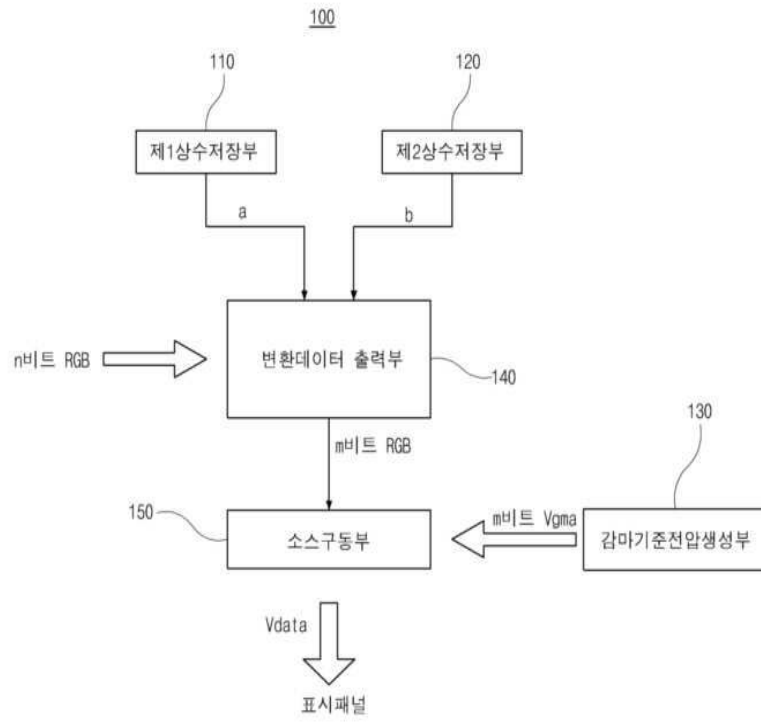 100
110
120
제1상수저장부
제2상수저장부
a
b
n비트 RGB
변환데이터 출력부
140
m비트 RGB
130
150
소스구동부
m비트 Vgma
감마기준전압생성부
Vdata
표시패널